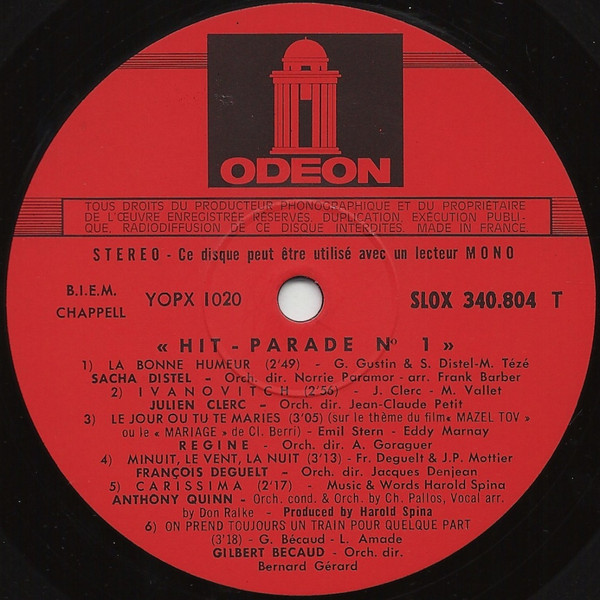 ODEON
TOUS DROITS DU PRODUCTEUR PHONOGRAPHIQUE ET DU PROPRIÉTAIRE
DE L'ŒUVRE ENREGISTRÉE RÉSERVÉS. DUPLICATION, EXÉCUTION PUBLI-
QUE, RADIODIFFUSION DE CE DISQUE INTERDITES. MADE IN FRANCE.
STEREO - Ce disque peut être utilisé avec un lecteur MONO
B.I.E.M.
CHAPPELL
YOPX 1020
SLOX 340.804 T
« HIT - PARADE Nº 1 »
1) LA BONNE HUMEUR (2'49) - G. Gustin & S. Distel-M. Tézé
SACHA DISTEL - Orch. dir. Norrie Paramor - arr. Frank Barber
2) IVANOVITCH (2'56) - J. Clerc - M. Vallet
JULIEN CLERC - Orch. dir. Jean-Claude Petit
3) LE JOUR OU TU TE MARIES (3'05) (sur le thème du film « MAZEL TOV »
ou le « MARIAGE » de Cl. Berri) - Emil Stern - Eddy Marnay
REGINE - Orch. dir. A. Goraguer
4) MINUIT, LE VENT, LA NUIT (3'13) - Fr. Deguelt & J.P. Mottier
FRANÇOIS DEGUELT - Orch. dir. Jacques Denjean
5) CARISSIMA (2'17) - Music & Words Harold Spina
ANTHONY QUINN - Orch. cond. & Orch. by Ch. Pallos, Vocal arr.
by Don Ralke - Produced by Harold Spina
6) ON PREND TOUJOURS UN TRAIN POUR QUELQUE PART
(3'18) - G. Bécaud - L. Amade
GILBERT BECAUD - Orch. dir.
Bernard Gérard